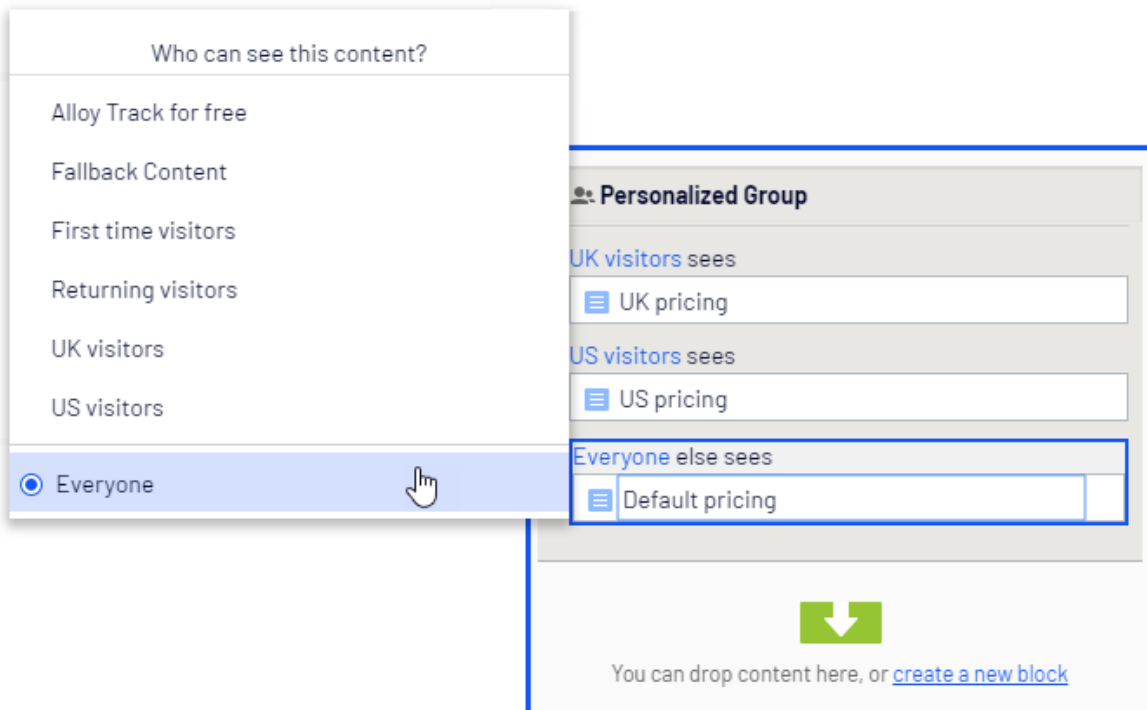 Who can see this content?
Alloy Track for free
Fallback Content
First time visitors
Returning visitors
UK visitors
US visitors
Everyone
Personalized Group
UK visitors sees
UK pricing
US visitors sees
US pricing
Everyone else sees
Default pricing
You can drop content here, or create a new block